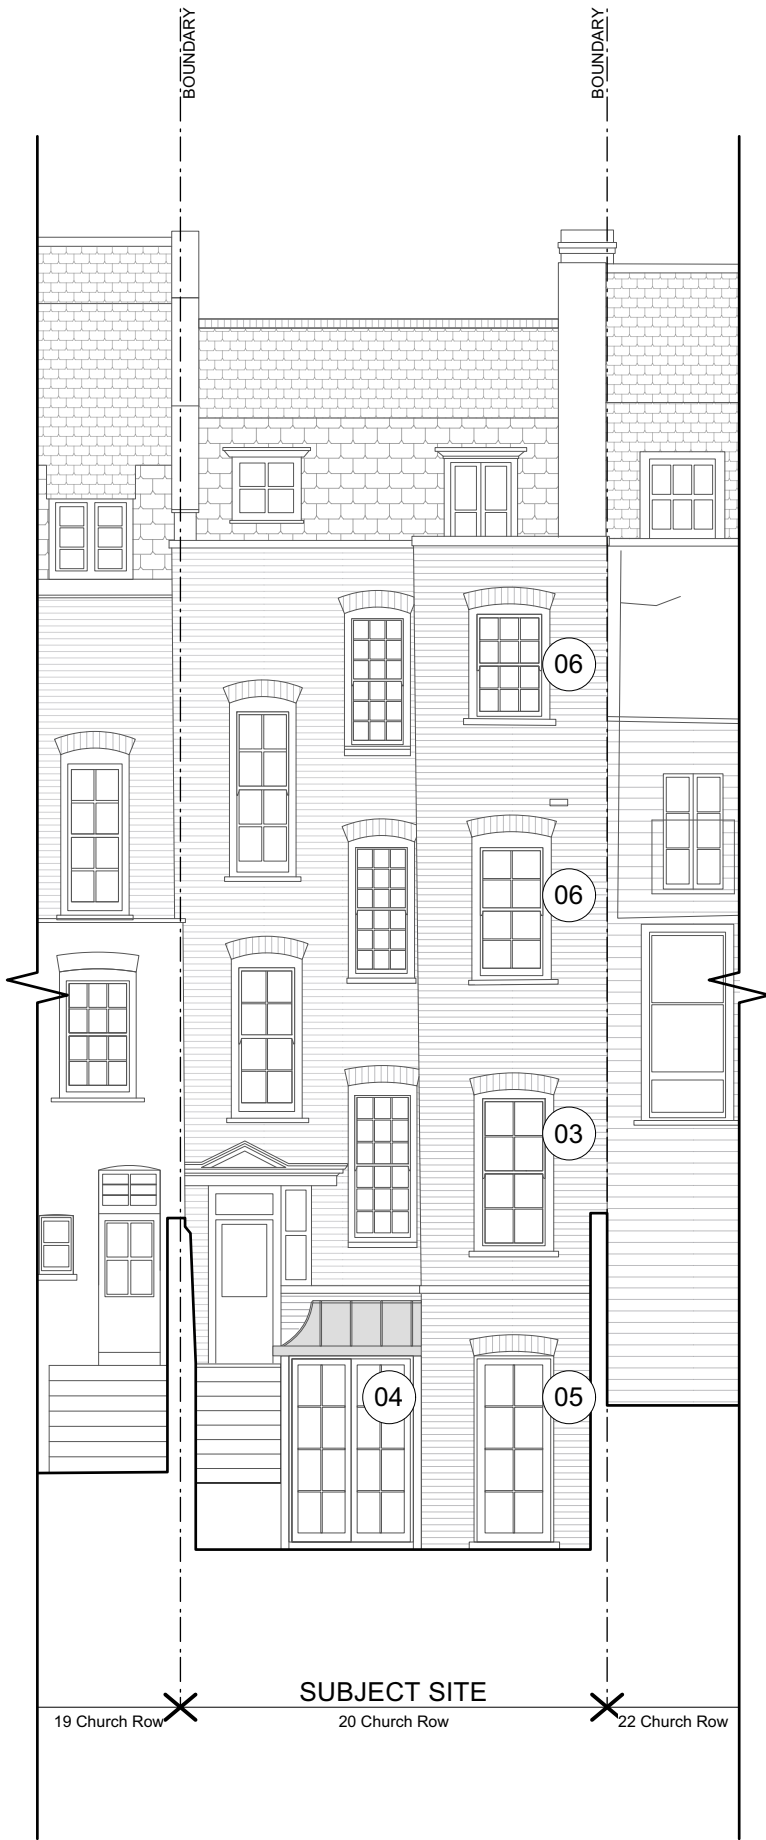 BOUNDARY
BOUNDARY
06
06
03
04
05
SUBJECT SITE
19 Church Row
20 Church Row
22 Church Row